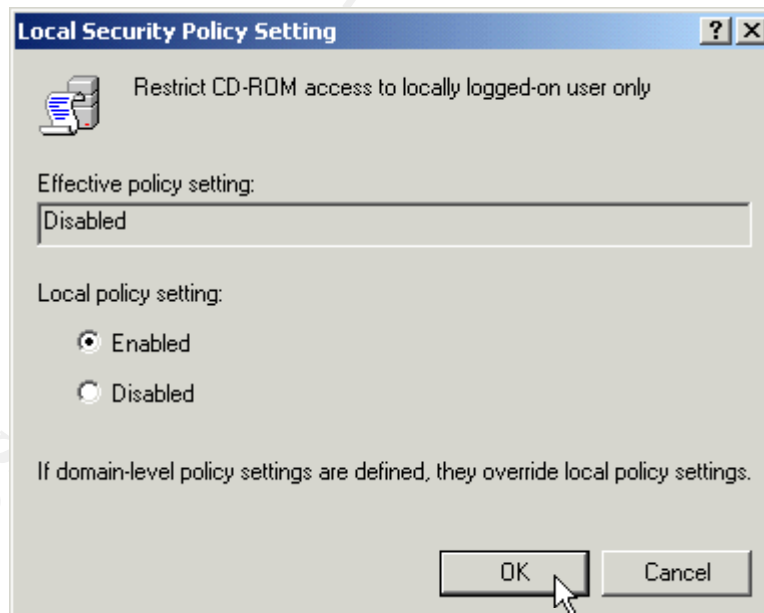 Local Security Policy Setting
Restrict CD-ROM access to locally logged-on user only
Effective policy setting:
Disabled
Local policy setting:
Enabled
Disabled
If domain-level policy settings are defined, they override local policy settings.
OK
Cancel